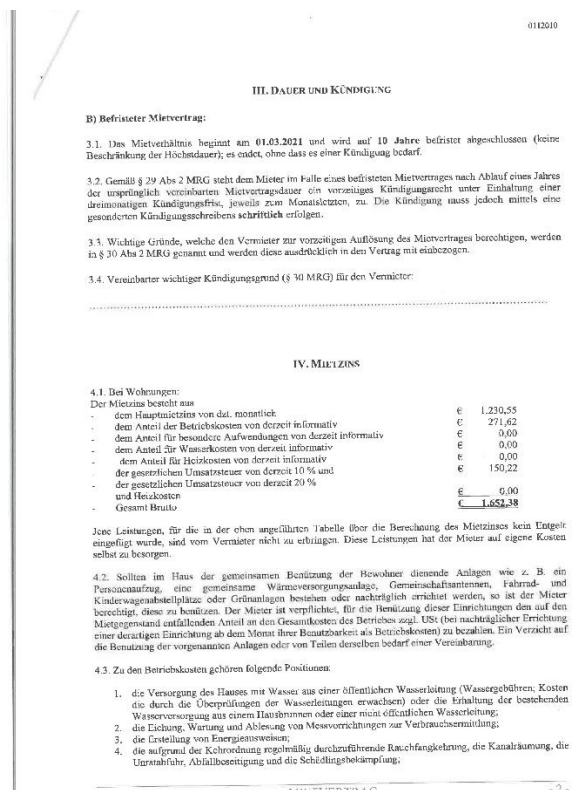 0112010
III. DAUER UND KÜNDIGUNG
B) Befristeter Mietvertrag:
3.1. Das Mietverhältnis beginnt am 01.03.2021 und wird auf 10 Jahre befristet abgeschlossen (keine
Beschränkung der Höchstdauer); es endet, ohne dass es einer Kündigung bedarf.
3.2. Gemäß § 29 Abs 2 MRG steht dem Mieter im Falle eines befristeten Mietvertrages nach Ablauf eines Jahres
der ursprünglich vereinbarten Mietvertragsdauer ein vorzeitiges Kündigungsrecht unter Einhaltung einer
dreimonatigen Kündigungsfrist, jeweils zum Monatsletzten, zu. Die Kündigung muss jedoch mittels eine
gesonderten Kündigungsschreibens schriftlich erfolgen.
3.3. Wichtige Gründe, welche den Vermieter zur vorzeitigen Auflösung des Mietvertrages berechtigen, werden
in § 30 Abs 2 MRG genannt und werden diese ausdrücklich in den Vertrag mit einbezogen.
3.4. Vereinbarter wichtiger Kündigungsgrund (§ 30 MRG) für den Vermieter:
IV. MIETZINS
4.1. Bei Wohnungen:
Der Mietzins besteht aus
- dem Hauptmietzins von dzt. monatlich € 1.230,55
- dem Anteil der Betriebskosten von derzeit informativ € 271,62
- dem Anteil für besondere Aufwendungen von derzeit informativ € 0,00
- dem Anteil für Wasserkosten von derzeit informativ € 0,00
- dem Anteil für Heizkosten von derzeit informativ € 0,00
- der gesetzlichen Umsatzsteuer von derzeit 10 % und € 150,22
- der gesetzlichen Umsatzsteuer von derzeit 20 %
und Heizkosten € 0,00
- Gesamt Brutto € 1.652,38
Jene Leistungen, für die in der oben angeführten Tabelle über die Berechnung des Mietzinses kein Entgelt
eingefügt wurde, sind vom Vermieter nicht zu erbringen. Diese Leistungen hat der Mieter auf eigene Kosten
selbst zu besorgen.
4.2. Sollten im Haus der gemeinsamen Benützung der Bewohner dienende Anlagen wie z. B. ein
Personenaufzug, eine gemeinsame Wärmeversorgungsanlage, Gemeinschaftsantennen, Fahrrad- und
Kinderwagenabstellplätze oder Grünanlagen bestehen oder nachträglich errichtet werden, so ist der Mieter
berechtigt, diese zu benützen. Der Mieter ist verpflichtet, für die Benützung dieser Einrichtungen den auf den
Mietgegenstand entfallenden Anteil an den Gesamtkosten des Betriebes zzgl. USt (bei nachträglicher Errichtung
einer derartigen Einrichtung ab dem Monat ihrer Benutzbarkeit als Betriebskosten) zu bezahlen. Ein Verzicht auf
die Benutzung der vorgenannten Anlagen oder von Teilen derselben bedarf einer Vereinbarung.
4.3. Zu den Betriebskosten gehören folgende Positionen:
1. die Versorgung des Hauses mit Wasser aus einer öffentlichen Wasserleitung (Wassergebühren; Kosten
die durch die Überprüfungen der Wasserleitungen erwachsen) oder die Erhaltung der bestehenden
Wasserversorgung aus einem Hausbrunnen oder einer nicht öffentlichen Wasserleitung;
2. die Eichung, Wartung und Ablesung von Messvorrichtungen zur Verbrauchsermittlung;
3. die Erstellung von Energieausweisen;
4. die aufgrund der Kehrordnung regelmäßig durchzuführende Rauchfangkehrung, die Kanalräumung, die
Unratabfuhr, Abfallbeseitigung und die Schädlingsbekämpfung;